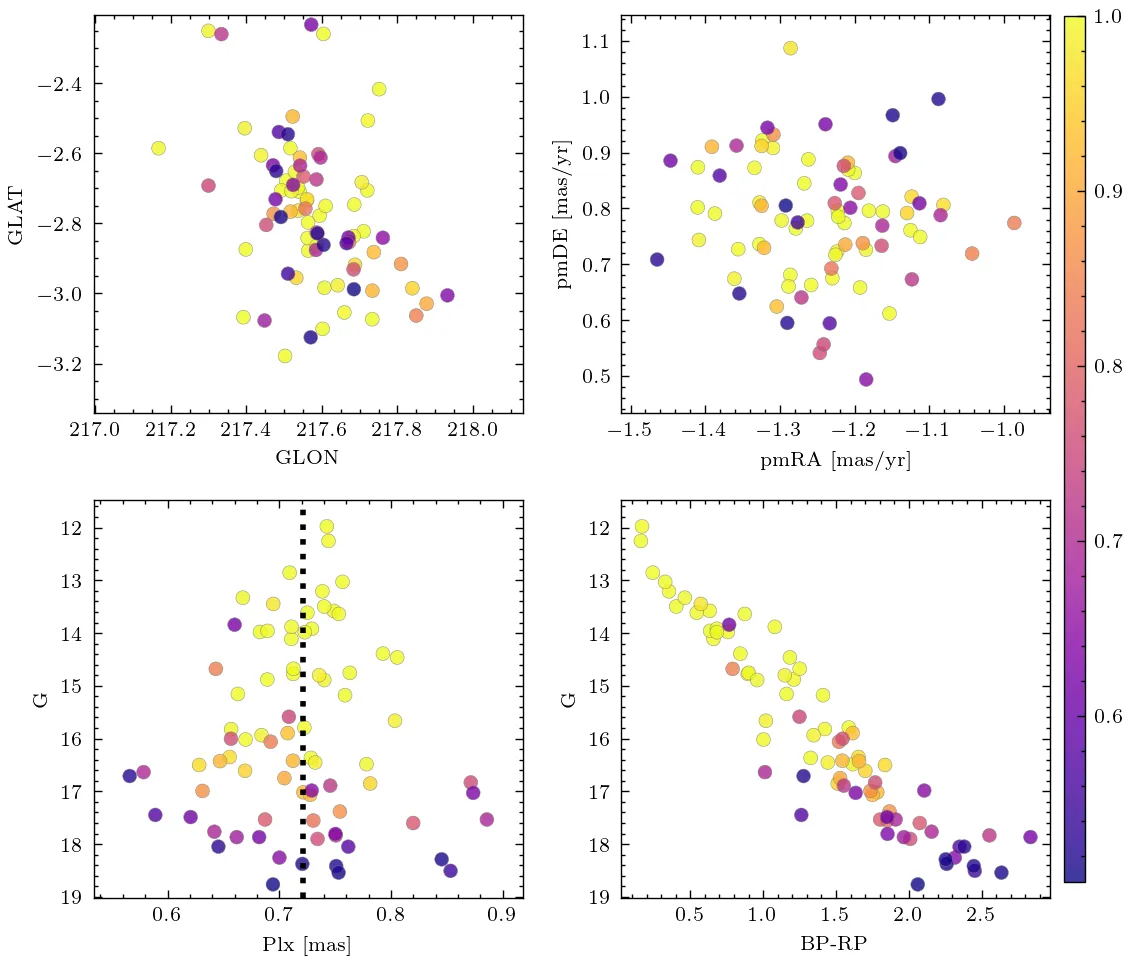 −2.4
−2.6
−2.8
−3.0
−3.2
GLAT
217.0 217.2 217.4 217.6 217.8 218.0
GLON
1.1
1.0
0.9
0.8
0.7
0.6
0.5
pmDE [mas/yr]
−1.5 −1.4 −1.3 −1.2 −1.1 −1.0
pmRA [mas/yr]
1.0
0.9
0.8
0.7
0.6
12
13
14
15
16
17
18
19
G
0.6 0.7 0.8 0.9
Plx [mas]
12
13
14
15
16
17
18
19
G
0.5 1.0 1.5 2.0 2.5
BP-RP